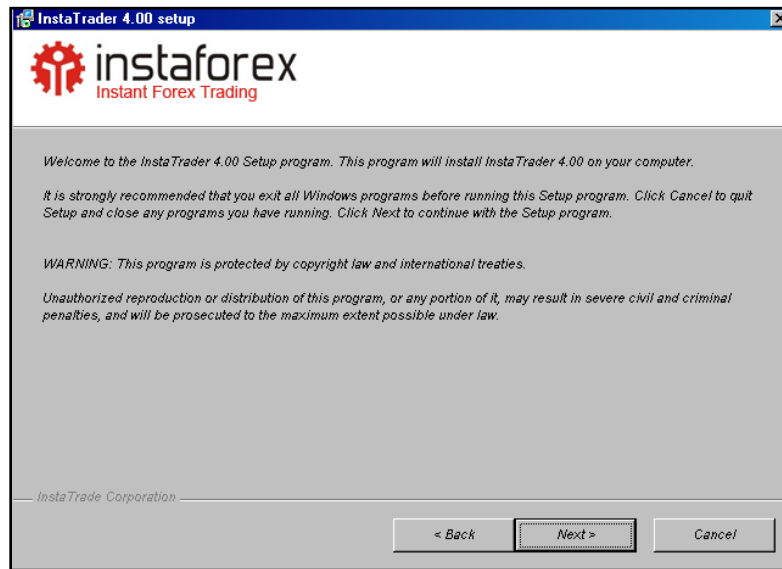 InstaTrader 4.00 setup
instaforex
Instant Forex Trading
Welcome to the InstaTrader 4.00 Setup program. This program will install InstaTrader 4.00 on your computer.
It is strongly recommended that you exit all Windows programs before running this Setup program. Click Cancel to quit
Setup and close any programs you have running. Click Next to continue with the Setup program.
WARNING: This program is protected by copyright law and international treaties.
Unauthorized reproduction or distribution of this program, or any portion of it, may result in severe civil and criminal
penalties, and will be prosecuted to the maximum extent possible under law.
InstaTrade Corporation
< Back Next > Cancel